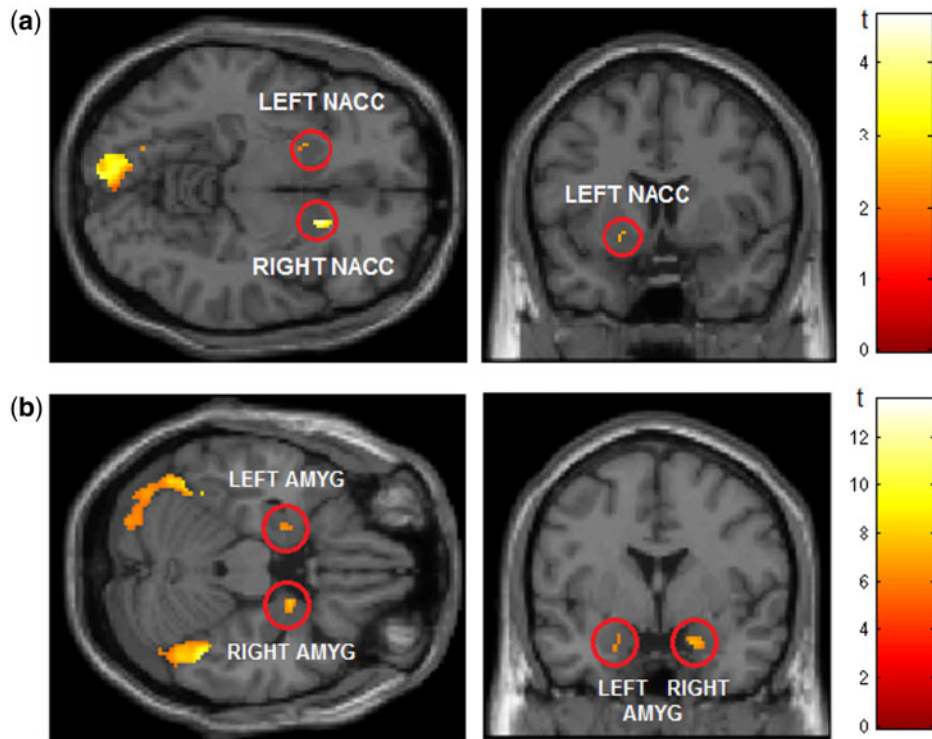 (a)
LEFT NACC
RIGHT NACC
LEFT NACC
t
4
3
2
1
0
(b)
LEFT AMYG
RIGHT AMYG
LEFT RIGHT
AMYG
t
12
10
8
6
4
2
0